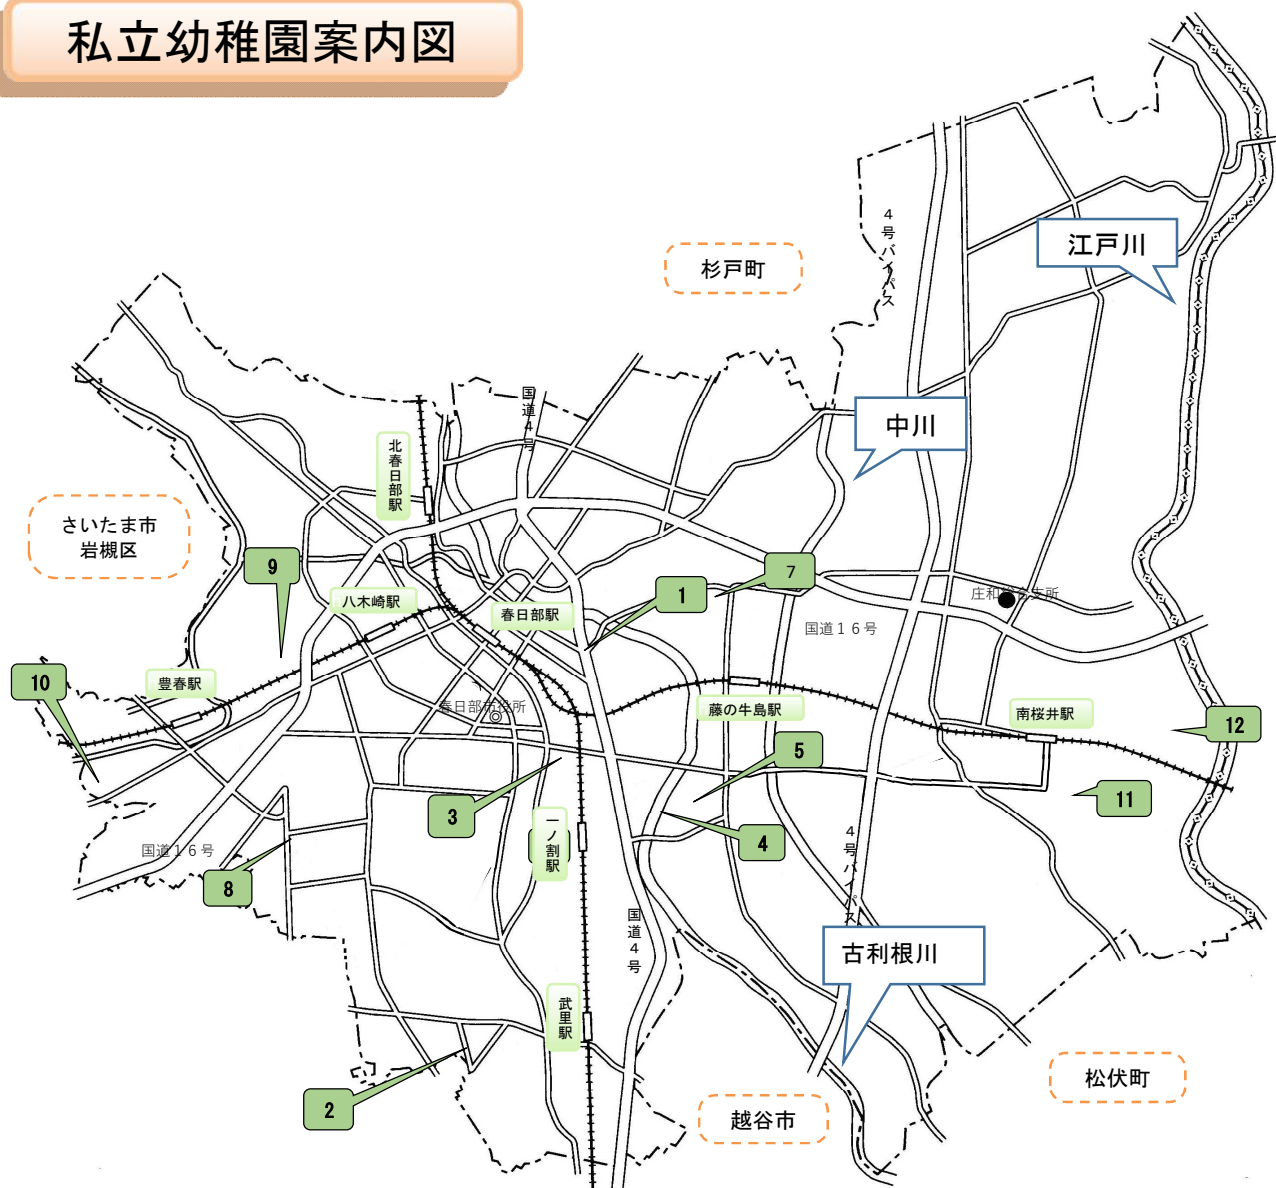 私立幼稚園案内図
4号バイパス
江戸川
杉戸町
国道4号
中川
北春日部駅
さいたま市
岩槻区
9
7
1
八木崎駅
春日部駅
国道16号
10
豊春駅
春日部市役所
藤の牛島駅
南桜井駅
12
5
11
3
一ノ割駅
4
4号バイパス
国道16号
8
国道4号
古利根川
武里駅
2
松伏町
越谷市